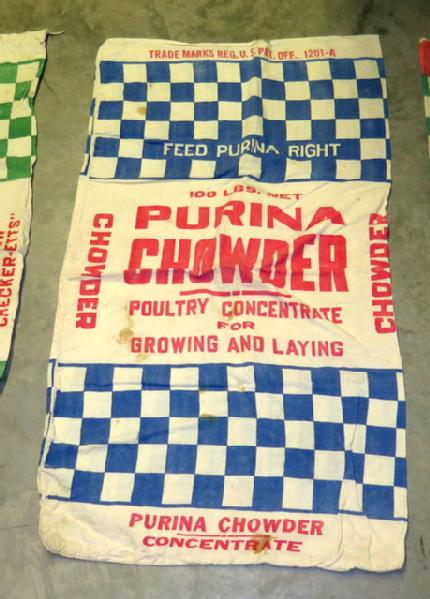 TRADE MARKS REG. U. S. PAT. OFF. 1201-A
FEED PURINA RIGHT
100 LBS. NET
PURINA
CHOWDER
CHOWDER
CHOWDER
POULTRY CONCENTRATE
FOR
GROWING AND LAYING
PURINA CHOWDER
CONCENTRATE
CHECKER-ETTS"